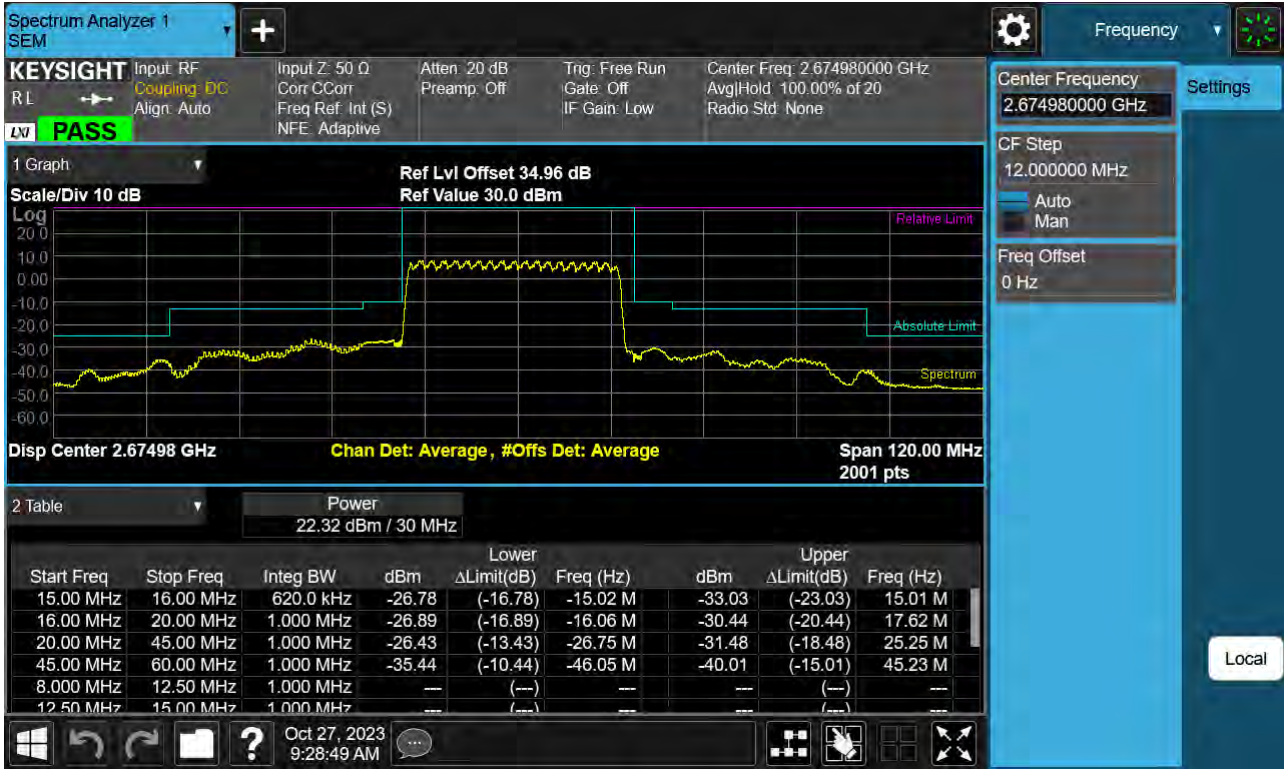 Spectrum Analyzer 1
SEM
Frequency
KEYSIGHT
RL
LXI PASS
Input: RF
Coupling: DC
Align: Auto
Input Z: 50 Ω
Corr CCorr
Freq Ref: Int (S)
NFE: Adaptive
Atten: 20 dB
Preamp: Off
Trig: Free Run
Gate: Off
IF Gain: Low
Center Freq: 2.674980000 GHz
Avg|Hold: 100.00% of 20
Radio Std: None
Center Frequency
2.674980000 GHz
Settings
CF Step
12.000000 MHz
Auto
Man
Freq Offset
0 Hz
Local
1 Graph
Scale/Div 10 dB
Ref Lvl Offset 34.96 dB
Ref Value 30.0 dBm
Log
20.0
10.0
0.00
-10.0
-20.0
-30.0
-40.0
-50.0
-60.0
Relative Limit
Absolute Limit
Spectrum
Disp Center 2.67498 GHz
Chan Det: Average, #Offs Det: Average
Span 120.00 MHz
2001 pts
2 Table
Power
22.32 dBm / 30 MHz
Lower Upper
Start Freq Stop Freq Integ BW dBm ΔLimit(dB) Freq (Hz) dBm ΔLimit(dB) Freq (Hz)
15.00 MHz 16.00 MHz 620.0 kHz -26.78 (-16.78) -15.02 M -33.03 (-23.03) 15.01 M
16.00 MHz 20.00 MHz 1.000 MHz -26.89 (-16.89) -16.06 M -30.44 (-20.44) 17.62 M
20.00 MHz 45.00 MHz 1.000 MHz -26.43 (-13.43) -26.75 M -31.48 (-18.48) 25.25 M
45.00 MHz 60.00 MHz 1.000 MHz -35.44 (-10.44) -46.05 M -40.01 (-15.01) 45.23 M
8.000 MHz 12.50 MHz 1.000 MHz --- (---) --- --- (---) ---
12.50 MHz 15.00 MHz 1.000 MHz --- (---) --- --- (---) ---
Oct 27, 2023
9:28:49 AM